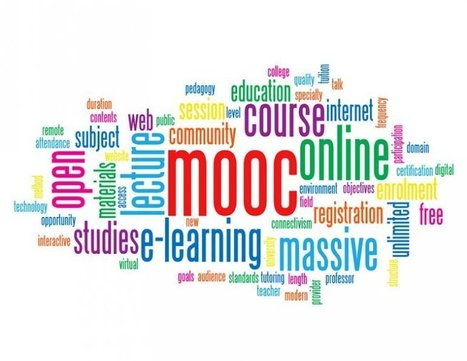 college
quality
tuition
pedagogy
education
specialty
talk
duration
session
level
course
internet
frequency
contents
web
public
remote
attendance
subject
website
community
online
participation
domain
open
materials
access
lecture
mooc
certification
digital
method
environment
objectives
enrolment
technology
opportunity
new
field
registration
unlimited
free
interactive
studies
e-learning
connectivism
virtual
university
massive
structure
goals
audience
standards
tutoring
length
provider
professor
teacher
modern